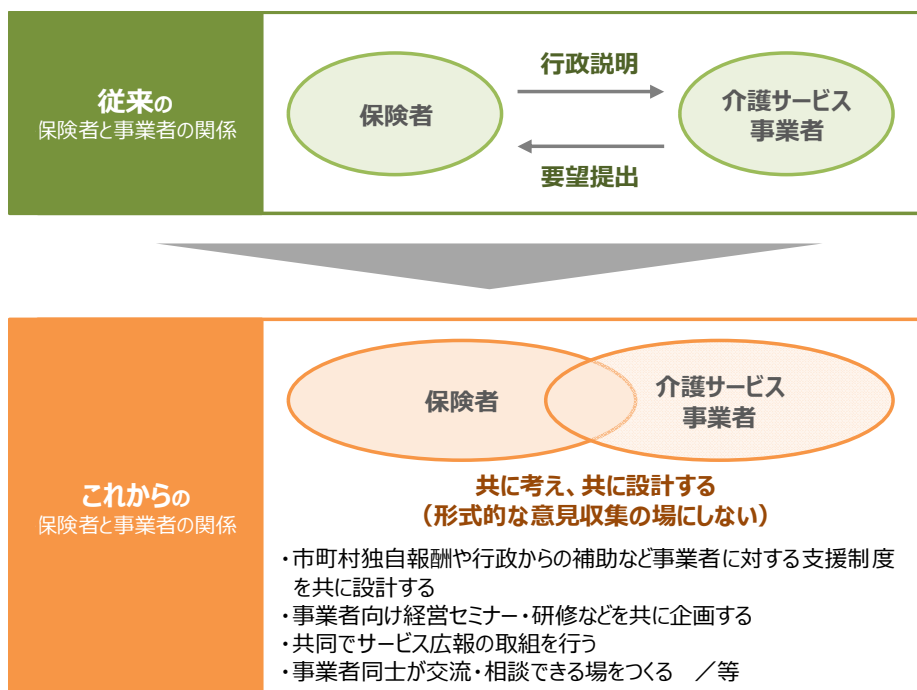 従来の
保険者と事業者の関係
行政説明
保険者
介護サービス
事業者
要望提出
これからの
保険者と事業者の関係
保険者
介護サービス
事業者
共に考え、共に設計する
(形式的な意見収集の場にしない)
・市町村独自報酬や行政からの補助など事業者に対する支援制度
を共に設計する
・事業者向け経営セミナー・研修などを共に企画する
・共同でサービス広報の取組を行う
・事業者同士が交流・相談できる場をつくる ／等